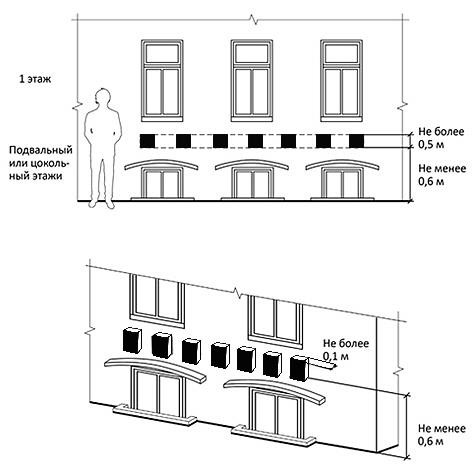 1 этаж
Подвальный
или цоколь-
ный этажи
Не более
0,5 м
Не менее
0,6 м
Не более
0,1 м
Не менее
0,6 м